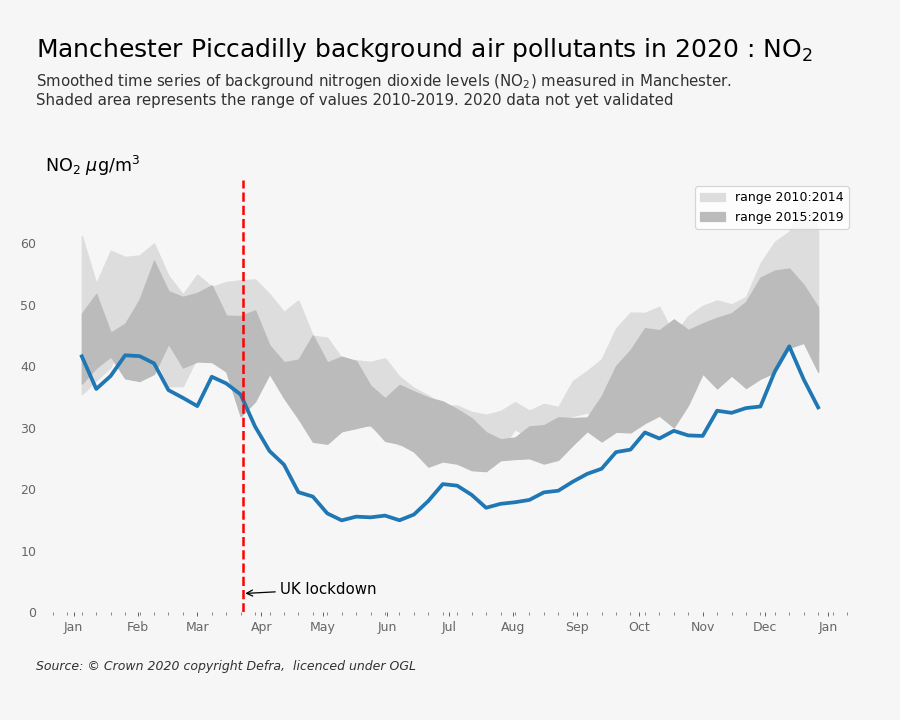 Manchester Piccadilly background air pollutants in 2020 : NO₂
Smoothed time series of background nitrogen dioxide levels (NO₂) measured in Manchester.
Shaded area represents the range of values 2010-2019. 2020 data not yet validated
NO₂ µg/m³
range 2010:2014
range 2015:2019
60
50
40
30
20
10
0
UK lockdown
Jan Feb Mar Apr May Jun Jul Aug Sep Oct Nov Dec Jan
Source: © Crown 2020 copyright Defra,  licenced under OGL